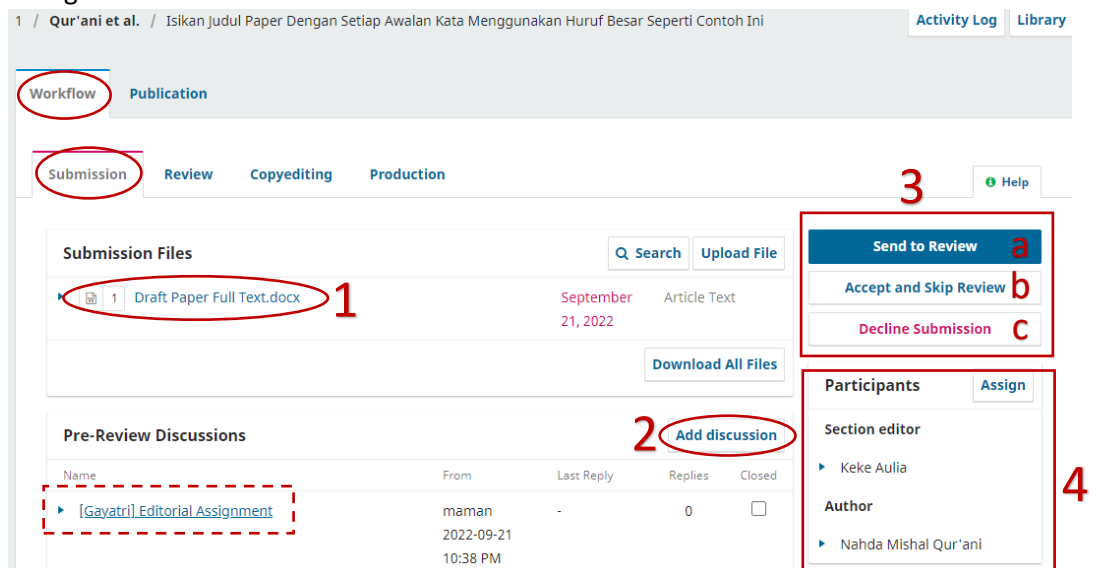 1 / Qur'ani et al. / Isikan Judul Paper Dengan Setiap Awalan Kata Menggunakan Huruf Besar Seperti Contoh Ini
Activity Log Library
Workflow Publication
Submission Review Copyediting Production
3
Help
Submission Files
Search Upload File
1 Draft Paper Full Text.docx 1
September 21, 2022
Article Text
Download All Files
Send to Review a
Accept and Skip Review b
Decline Submission c
Pre-Review Discussions
2 Add discussion
Name From Last Reply Replies Closed
[Gayatri] Editorial Assignment
maman
2022-09-21
10:38 PM
- 0
Participants Assign
Section editor
Keke Aulia
4
Author
Nahda Mishal Qur'ani